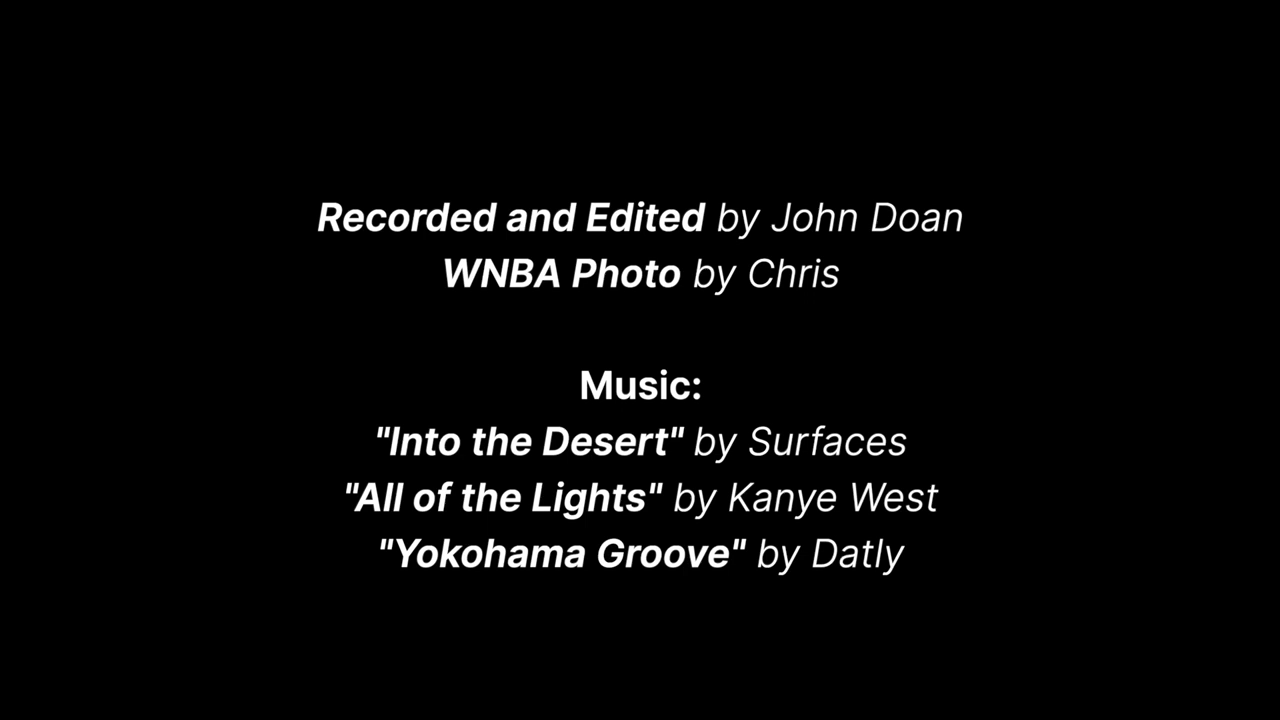 Recorded and Edited by John Doan
WNBA Photo by Chris
Music:
"Into the Desert" by Surfaces
"All of the Lights" by Kanye West
"Yokohama Groove" by Datly